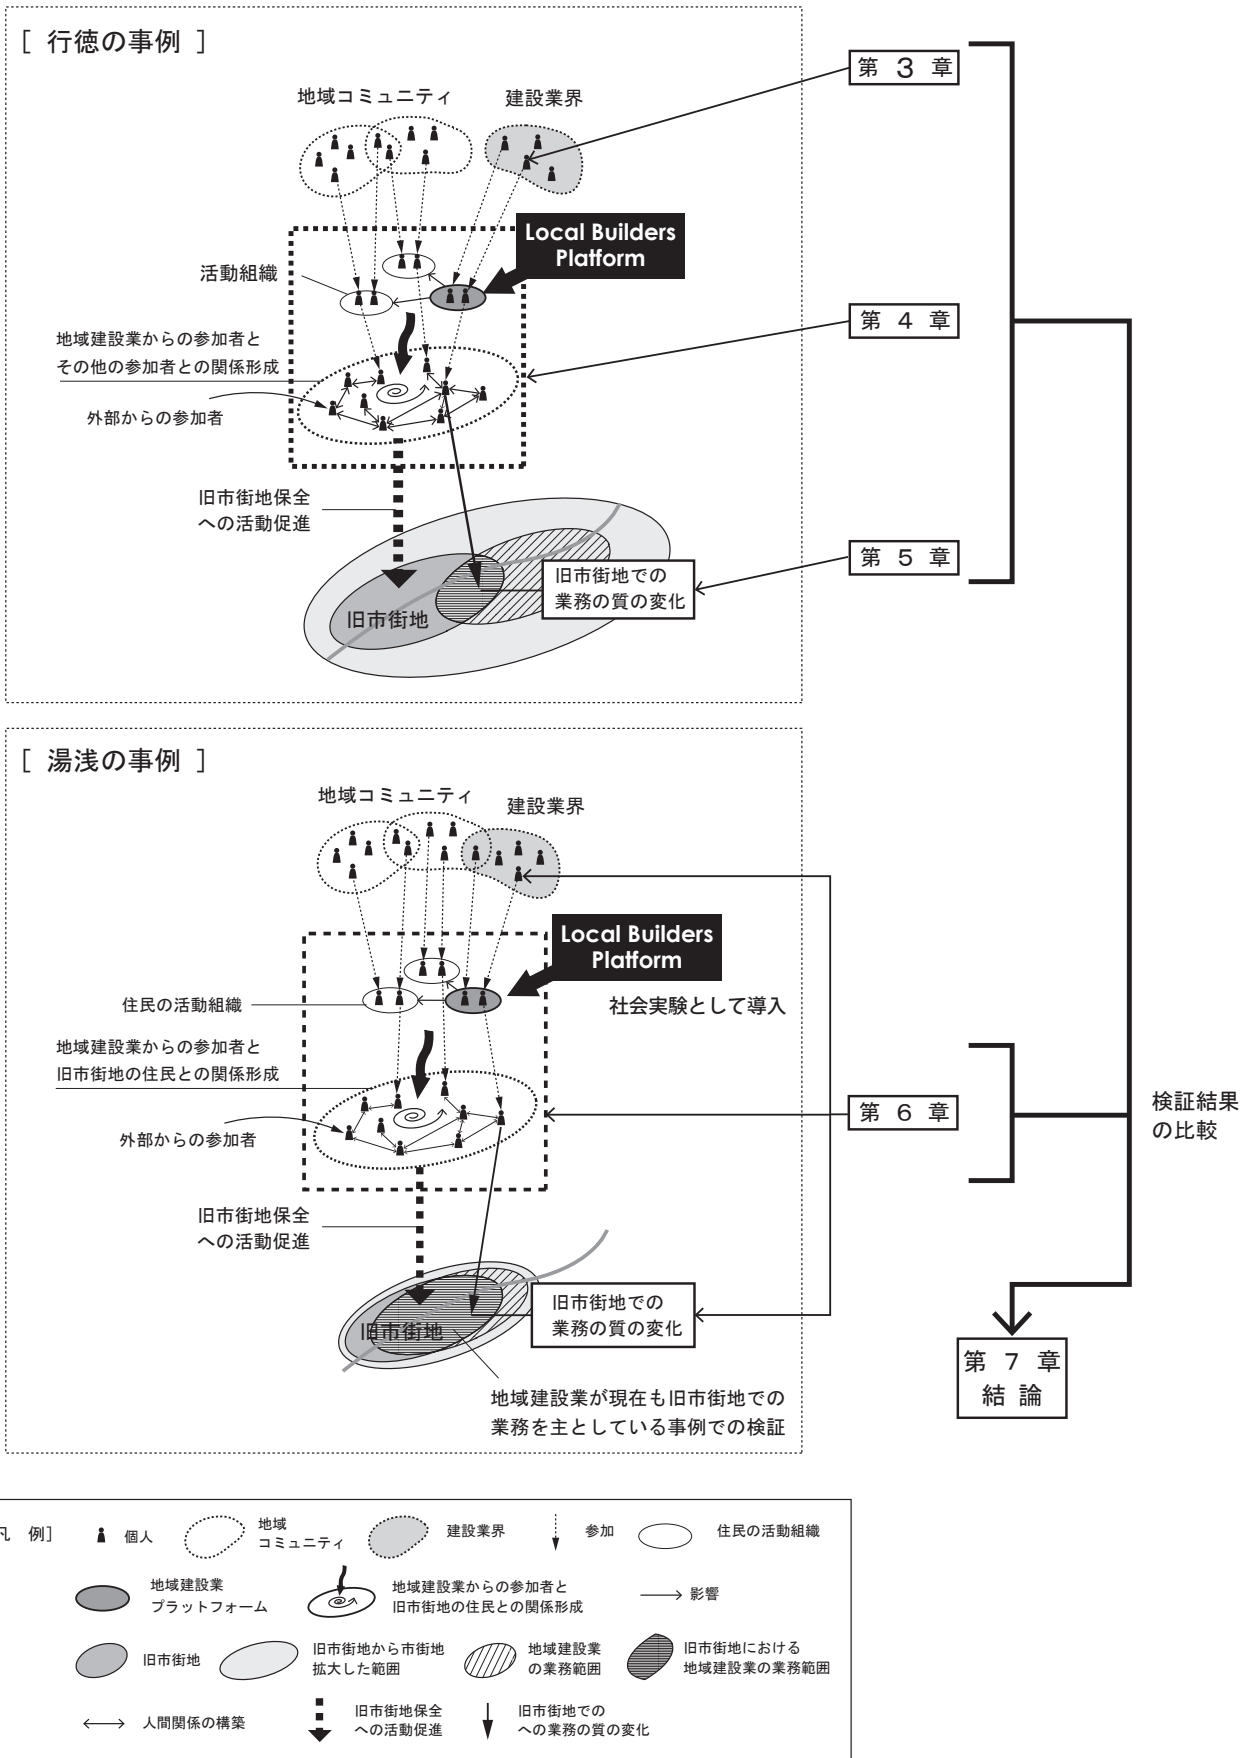 ［ 行徳の事例 ］
地域コミュニティ
建設業界
Local Builders
Platform
活動組織
地域建設業からの参加者と
その他の参加者との関係形成
外部からの参加者
旧市街地保全
への活動促進
旧市街地での
業務の質の変化
旧市街地
第 3 章
第 4 章
第 5 章
［ 湯浅の事例 ］
地域コミュニティ
建設業界
Local Builders
Platform
社会実験として導入
住民の活動組織
地域建設業からの参加者と
旧市街地の住民との関係形成
外部からの参加者
旧市街地保全
への活動促進
旧市街地での
業務の質の変化
旧市街地
地域建設業が現在も旧市街地での
業務を主としている事例での検証
第 6 章
検証結果
の比較
第 7 章
結 論
凡 例］
個人
地域
コミュニティ
建設業界
参加
住民の活動組織
地域建設業
プラットフォーム
地域建設業からの参加者と
旧市街地の住民との関係形成
影響
旧市街地
旧市街地から市街地
拡大した範囲
地域建設業
の業務範囲
旧市街地における
地域建設業の業務範囲
人間関係の構築
旧市街地保全
への活動促進
旧市街地での
への業務の質の変化